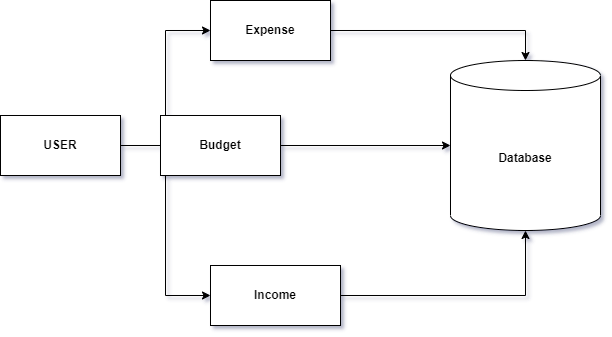 Expense
USER
Budget
Database
Income